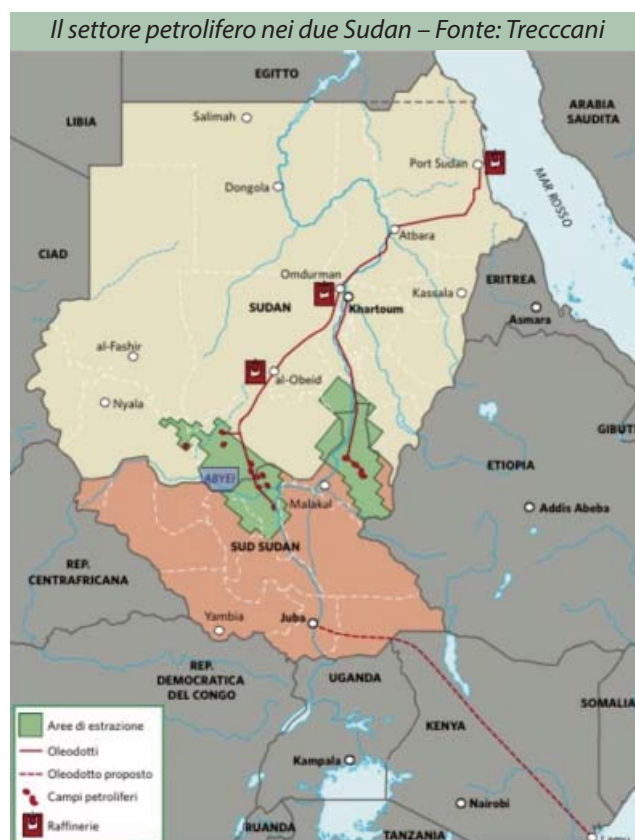 Il settore petrolifero nei due Sudan – Fonte: Trecccani
EGITTO
LIBIA
Salimah
ARABIA
SAUDITA
Port Sudan
MAR ROSSO
Dongola
Atbara
CIAD
Omdurman
ERITREA
SUDAN
Khartoum
Kassala
Asmara
al-Fashir
al-Obeid
Nyala
GIBUTI
ABYEI
ETIOPIA
Malakal
Addis Abeba
SUD SUDAN
REP.
CENTRAFRICANA
Yambia
Juba
REP.
DEMOCRATICA
DEL CONGO
UGANDA
SOMALIA
KENYA
Aree di estrazione
Oleodotti
Oleodotto proposto
Campi petroliferi
Raffinerie
Kampala
Nairobi
RUANDA
TANZANIA